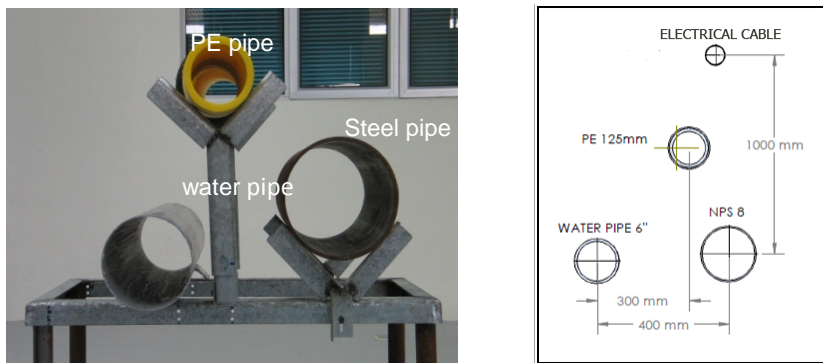 PE pipe
Steel pipe
water pipe
ELECTRICAL CABLE
PE 125mm
1000 mm
NPS 8
WATER PIPE 6"
300 mm
400 mm